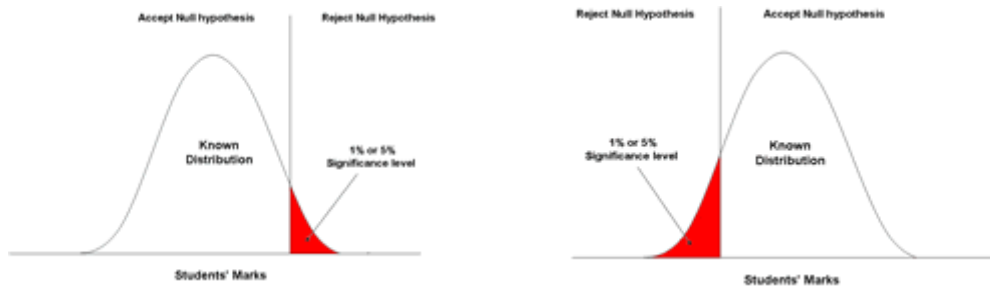 Accept Null hypothesis
Reject Null Hypothesis
Known
Distribution
1% or 5%
Significance level
Students' Marks
Reject Null Hypothesis
Accept Null hypothesis
1% or 5%
Significance level
Known
Distribution
Students' Marks